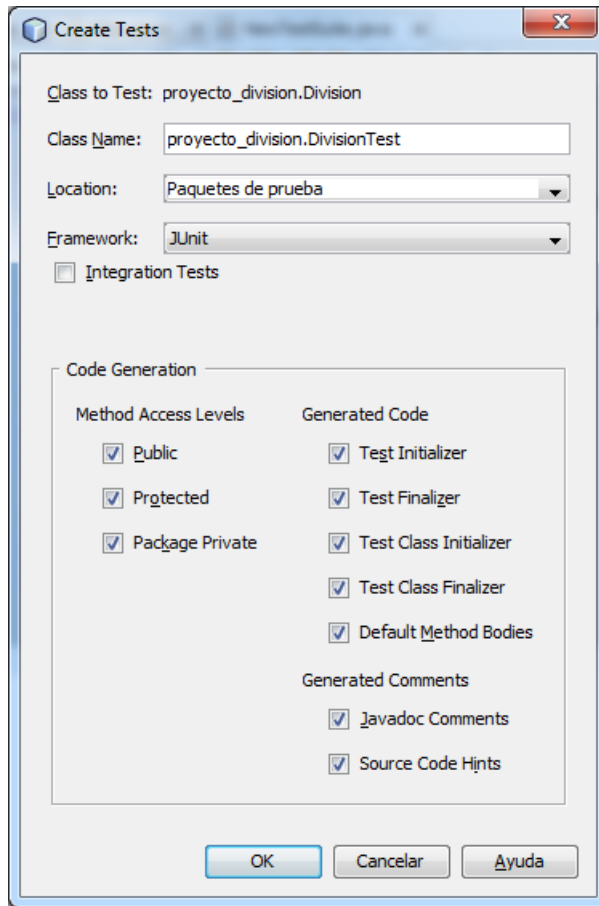 Create Tests
Class to Test: proyecto_division.Division
Class Name: proyecto_division.DivisionTest
Location: Paquetes de prueba
Framework: JUnit
Integration Tests
Code Generation
Method Access Levels
Public
Protected
Package Private
Generated Code
Test Initializer
Test Finalizer
Test Class Initializer
Test Class Finalizer
Default Method Bodies
Generated Comments
Javadoc Comments
Source Code Hints
OK
Cancelar
Ayuda